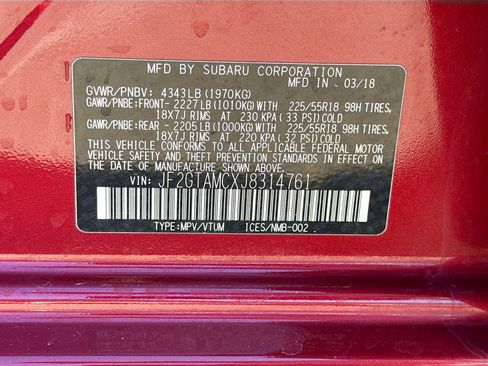 MFD BY SUBARU CORPORATION
MFD IN 03/18
GVWR/PNBV: 4343LB(1970KG)
GAWR/PNBE:FRONT- 2227LB(1010KG)WITH 225/55R18 98H TIRES,
18X7J RIMS AT 230 KPA(33 PSI)COLD
GAWR/PNBE:REAR - 2205LB(1000KG)WITH 225/55R18 98H TIRES,
18X7J RIMS AT 220 KPA(32 PSI)COLD
THIS VEHICLE CONFORMS TO ALL APPLICABLE FEDERAL MOTOR
VEHICLE SAFETY AND THEFT PREVENTION STANDARDS IN EFFECT ON THE
DATE OF MANUFACTURE SHOWN ABOVE.
VIN: JF2GTAMCXJ8314761
TYPE:MPV/VTUM ICES/NMB-002